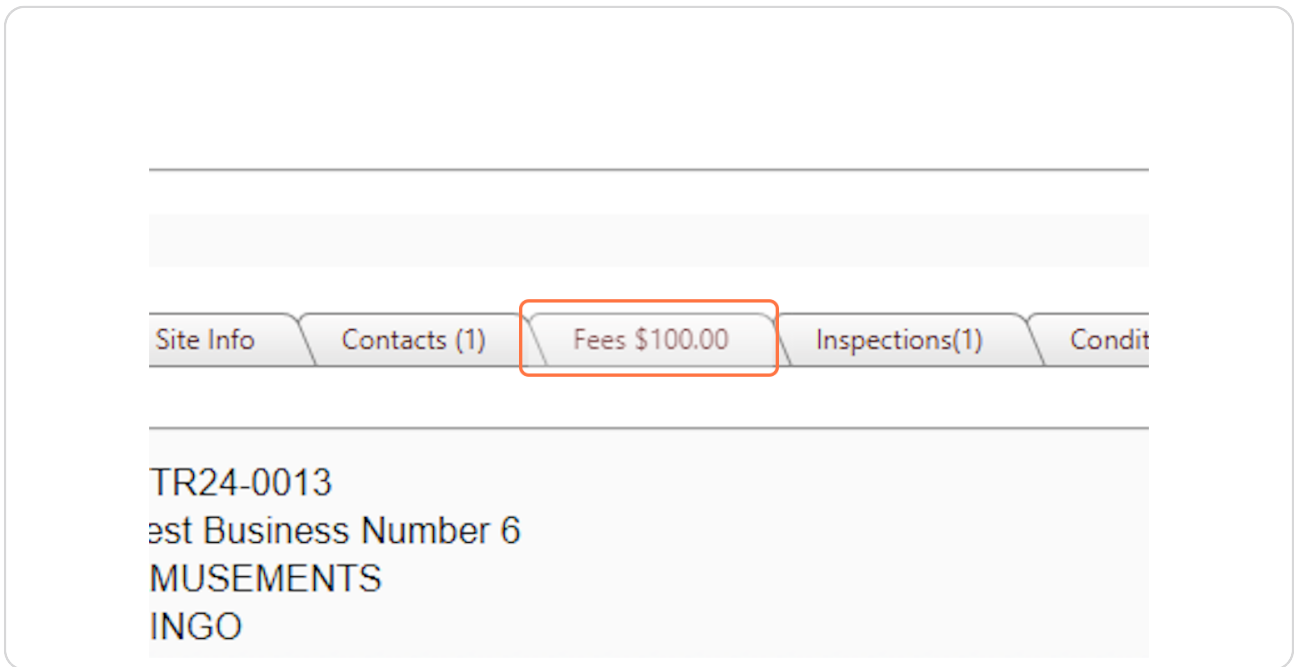 Site Info Contacts (1) Fees $100.00 Inspections(1) Condit
TR24-0013
est Business Number 6
MUSEMENTS
INGO